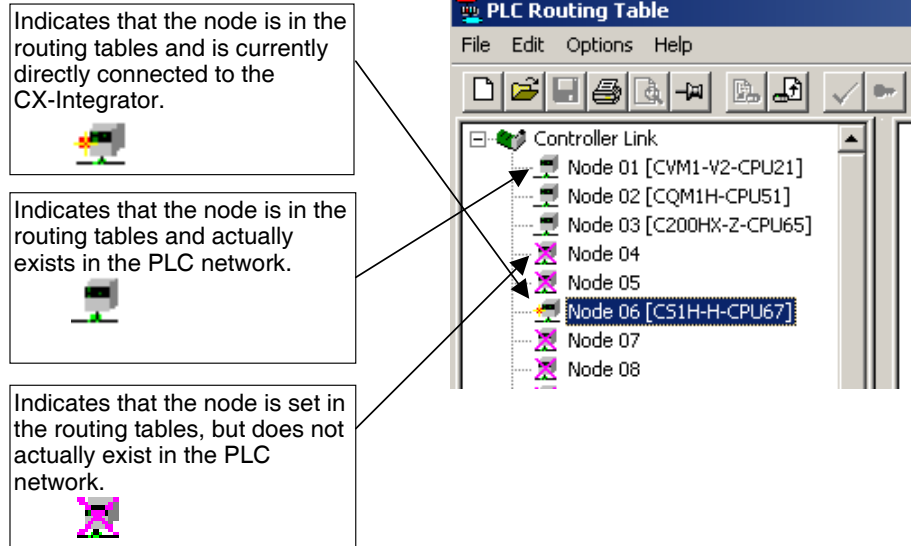 Indicates that the node is in the
routing tables and is currently
directly connected to the
CX-Integrator.
Indicates that the node is in the
routing tables and actually
exists in the PLC network.
Indicates that the node is set in
the routing tables, but does not
actually exist in the PLC
network.
PLC Routing Table
File Edit Options Help
Controller Link
Node 01 [CVM1-V2-CPU21]
Node 02 [CQM1H-CPU51]
Node 03 [C200HX-Z-CPU65]
Node 04
Node 05
Node 06 [CS1H-H-CPU67]
Node 07
Node 08